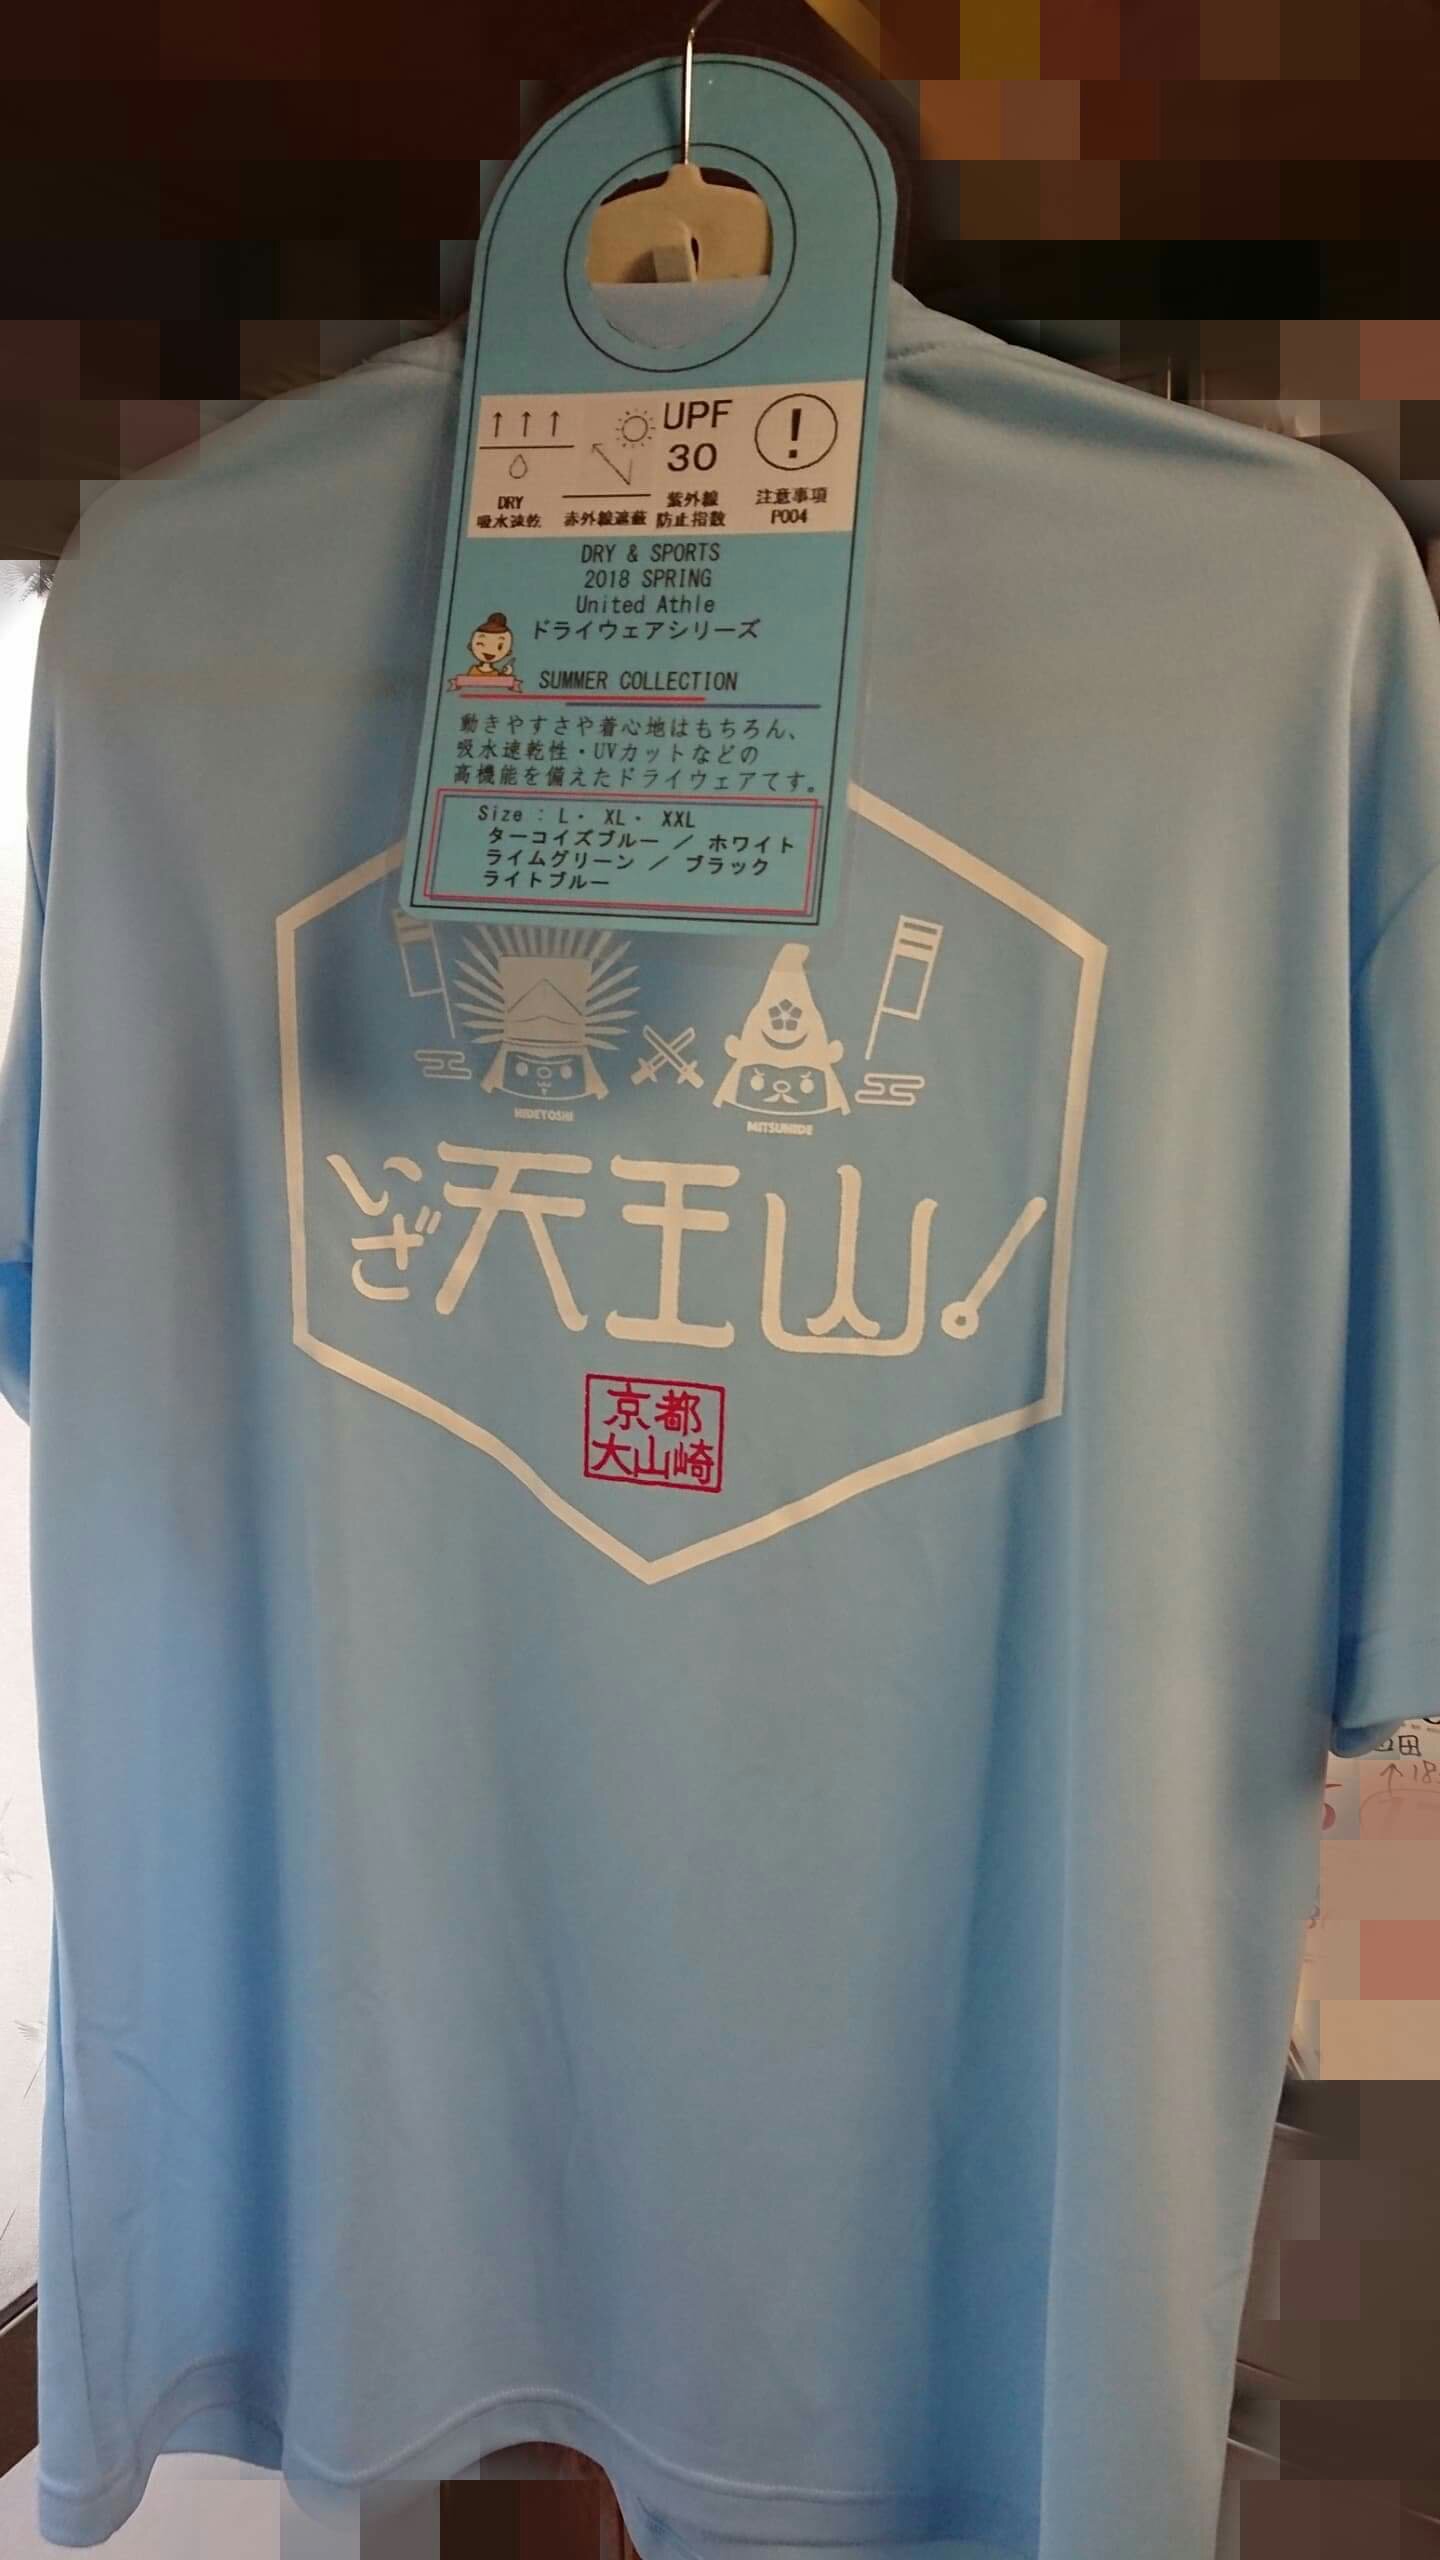 UPF
30
DRY
吸水速乾
赤外線遮蔽
紫外線
防止指数
注意事項
P004
DRY & SPORTS
2018 SPRING
United Athle
ドライウェアシリーズ
SUMMER COLLECTION
動きやすさや着心地はもちろん、
吸水速乾性・UVカットなどの
高機能を備えたドライウェアです。
Size : L・ XL・ XXL
ターコイズブルー ／ ホワイト
ライムグリーン ／ ブラック
ライトブルー
HIDEYOSHI
MITSUHIDE
いざ天王山!
京都
大山崎